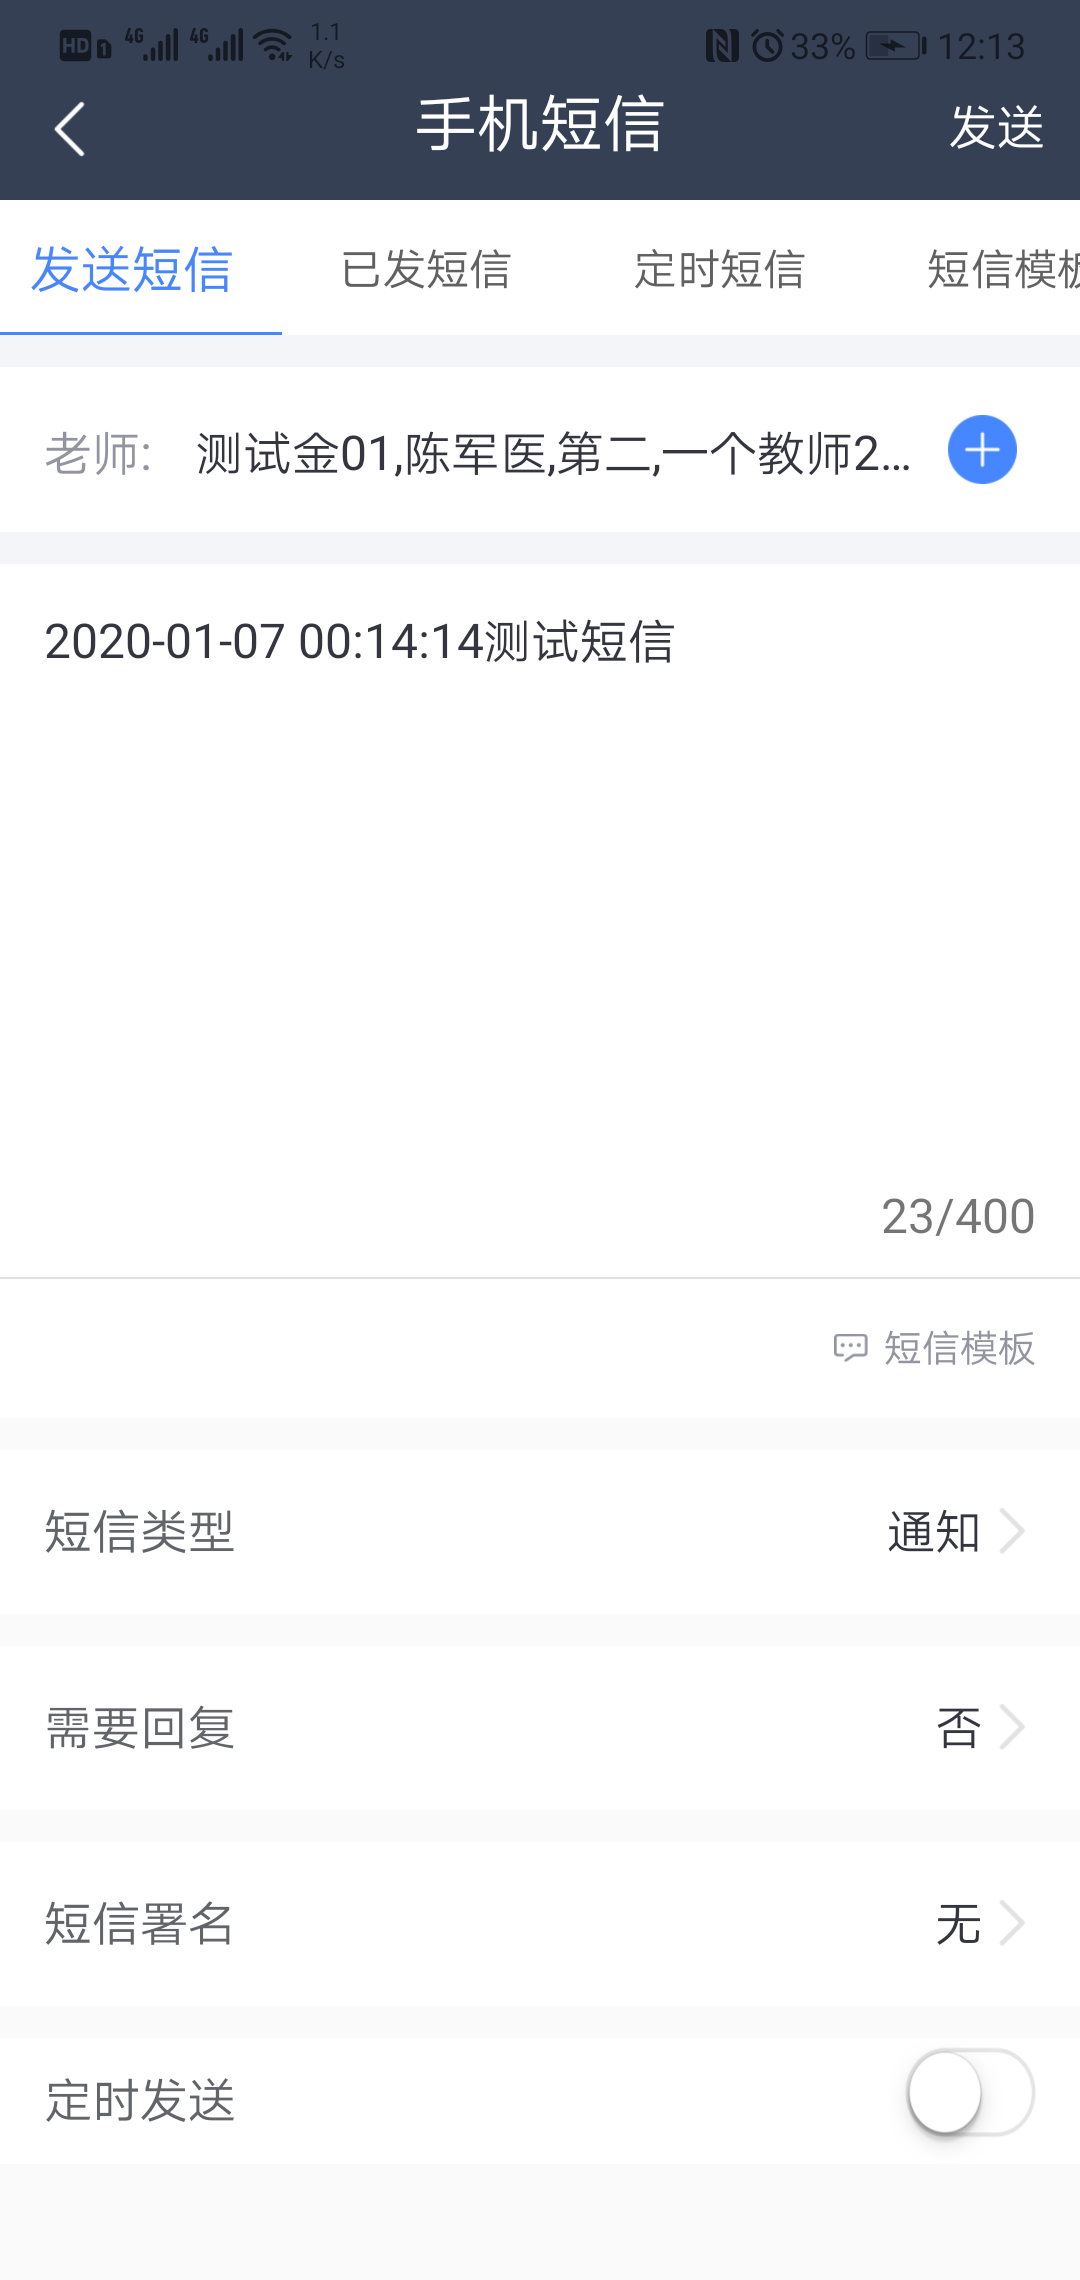 HD 1 4G 4G 1.1 K/s 33% 12:13
手机短信 发送
发送短信 已发短信 定时短信 短信模板
老师: 测试金01,陈军医,第二,一个教师2...
2020-01-07 00:14:14测试短信
23/400
短信模板
短信类型 通知
需要回复 否
短信署名 无
定时发送